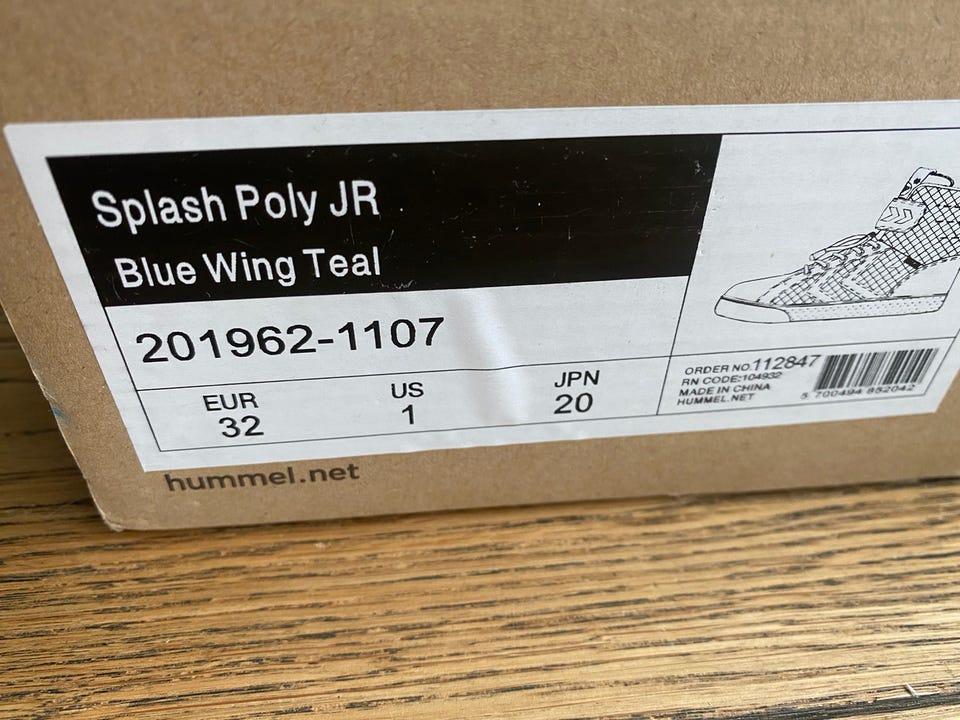 Splash Poly JR
Blue Wing Teal
201962-1107
EUR
32
US
1
JPN
20
ORDER NO.112847
RN CODE:104932
MADE IN CHINA
HUMMEL.NET
5 700494 852042
hummel.net